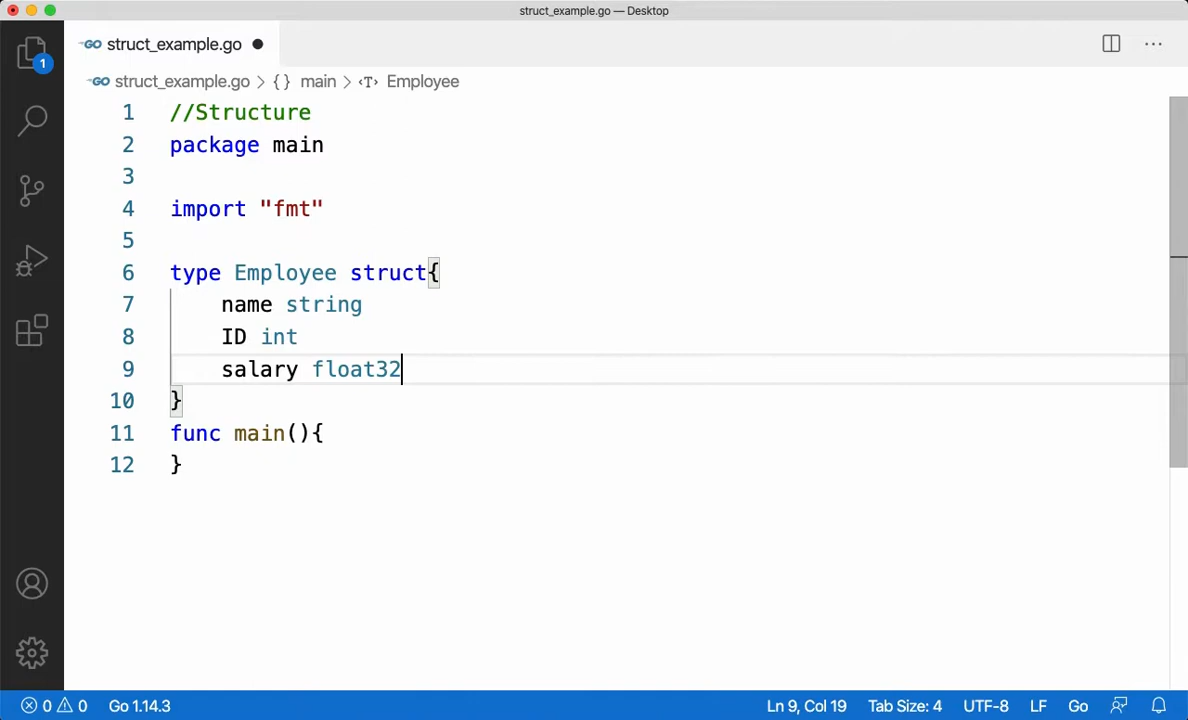 struct_example.go — Desktop
struct_example.go
struct_example.go > {} main > Employee
1 //Structure
2 package main
3
4 import "fmt"
5
6 type Employee struct{
7 name string
8 ID int
9 salary float32
10 }
11 func main(){
12 }
1
0 0 Go 1.14.3 Ln 9, Col 19 Tab Size: 4 UTF-8 LF Go